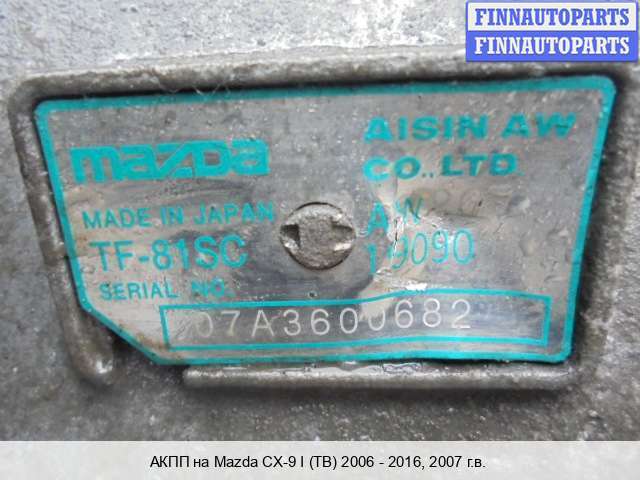 FINNAUTOPARTS
FINNAUTOPARTS
mazda
AISIN AW
CO., LTD.
MADE IN JAPAN
AW
TF-81SC
19090
SERIAL NO.
07A3600682
АКПП на Mazda CX-9 I (TB) 2006 - 2016, 2007 г.в.